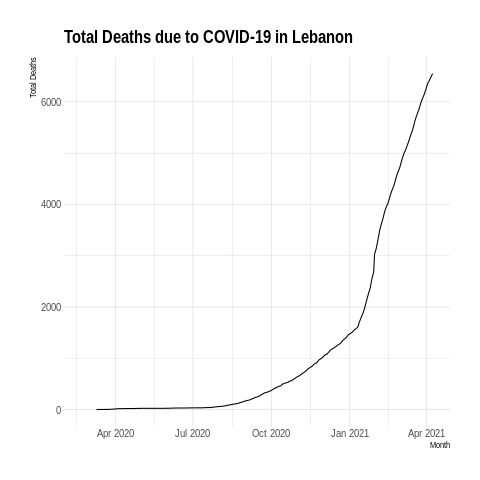 Total Deaths due to COVID-19 in Lebanon
Total Deaths
6000
4000
2000
0
Apr 2020 Jul 2020 Oct 2020 Jan 2021 Apr 2021
Month